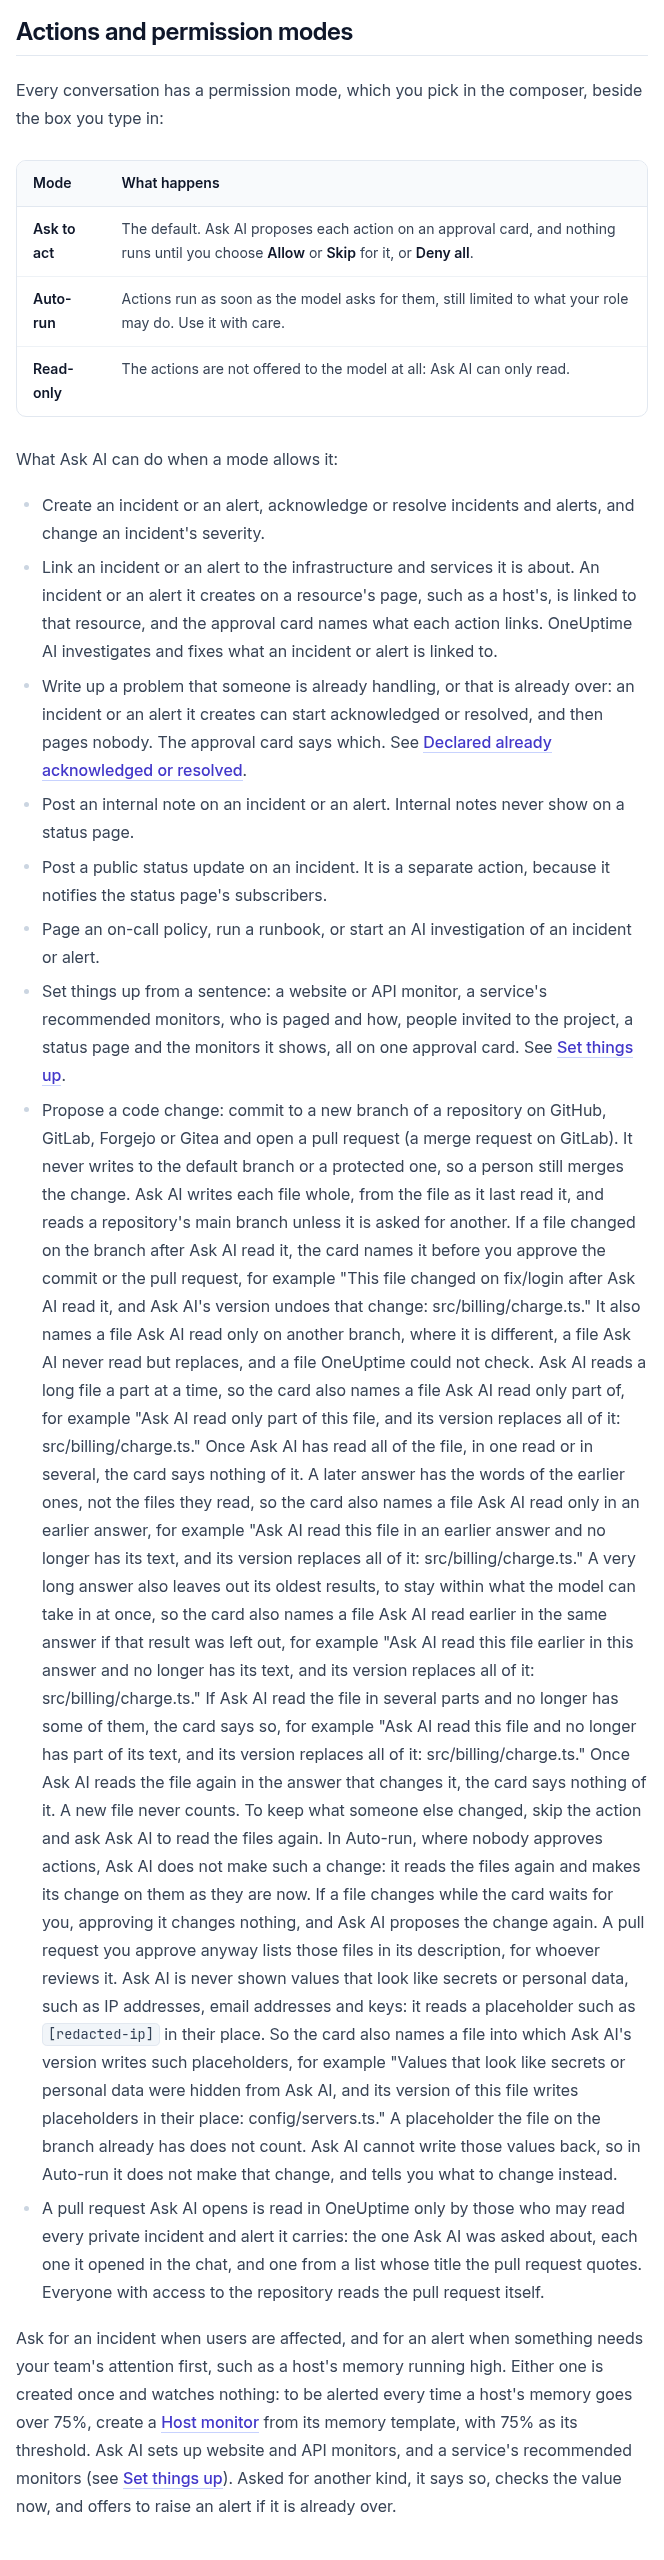 Actions and permission modes
Every conversation has a permission mode, which you pick in the composer, beside
the box you type in:
Mode What happens
Ask to
act
The default. Ask AI proposes each action on an approval card, and nothing
runs until you choose Allow or Skip for it, or Deny all.
Auto-
run
Actions run as soon as the model asks for them, still limited to what your role
may do. Use it with care.
Read-
only
The actions are not offered to the model at all: Ask AI can only read.
What Ask AI can do when a mode allows it:
Create an incident or an alert, acknowledge or resolve incidents and alerts, and
change an incident's severity.
Link an incident or an alert to the infrastructure and services it is about. An
incident or an alert it creates on a resource's page, such as a host's, is linked to
that resource, and the approval card names what each action links. OneUptime
AI investigates and fixes what an incident or alert is linked to.
Write up a problem that someone is already handling, or that is already over: an
incident or an alert it creates can start acknowledged or resolved, and then
pages nobody. The approval card says which. See Declared already
acknowledged or resolved.
Post an internal note on an incident or an alert. Internal notes never show on a
status page.
Post a public status update on an incident. It is a separate action, because it
notifies the status page's subscribers.
Page an on-call policy, run a runbook, or start an AI investigation of an incident
or alert.
Set things up from a sentence: a website or API monitor, a service's
recommended monitors, who is paged and how, people invited to the project, a
status page and the monitors it shows, all on one approval card. See Set things
up.
Propose a code change: commit to a new branch of a repository on GitHub,
GitLab, Forgejo or Gitea and open a pull request (a merge request on GitLab). It
never writes to the default branch or a protected one, so a person still merges
the change. Ask AI writes each file whole, from the file as it last read it, and
reads a repository's main branch unless it is asked for another. If a file changed
on the branch after Ask AI read it, the card names it before you approve the
commit or the pull request, for example "This file changed on fix/login after Ask
AI read it, and Ask AI's version undoes that change: src/billing/charge.ts." It also
names a file Ask AI read only on another branch, where it is different, a file Ask
AI never read but replaces, and a file OneUptime could not check. Ask AI reads a
long file a part at a time, so the card also names a file Ask AI read only part of,
for example "Ask AI read only part of this file, and its version replaces all of it:
src/billing/charge.ts." Once Ask AI has read all of the file, in one read or in
several, the card says nothing of it. A later answer has the words of the earlier
ones, not the files they read, so the card also names a file Ask AI read only in an
earlier answer, for example "Ask AI read this file in an earlier answer and no
longer has its text, and its version replaces all of it: src/billing/charge.ts." A very
long answer also leaves out its oldest results, to stay within what the model can
take in at once, so the card also names a file Ask AI read earlier in the same
answer if that result was left out, for example "Ask AI read this file earlier in this
answer and no longer has its text, and its version replaces all of it:
src/billing/charge.ts." If Ask AI read the file in several parts and no longer has
some of them, the card says so, for example "Ask AI read this file and no longer
has part of its text, and its version replaces all of it: src/billing/charge.ts." Once
Ask AI reads the file again in the answer that changes it, the card says nothing of
it. A new file never counts. To keep what someone else changed, skip the action
and ask Ask AI to read the files again. In Auto-run, where nobody approves
actions, Ask AI does not make such a change: it reads the files again and makes
its change on them as they are now. If a file changes while the card waits for
you, approving it changes nothing, and Ask AI proposes the change again. A pull
request you approve anyway lists those files in its description, for whoever
reviews it. Ask AI is never shown values that look like secrets or personal data,
such as IP addresses, email addresses and keys: it reads a placeholder such as
[redacted-ip] in their place. So the card also names a file into which Ask AI's
version writes such placeholders, for example "Values that look like secrets or
personal data were hidden from Ask AI, and its version of this file writes
placeholders in their place: config/servers.ts." A placeholder the file on the
branch already has does not count. Ask AI cannot write those values back, so in
Auto-run it does not make that change, and tells you what to change instead.
A pull request Ask AI opens is read in OneUptime only by those who may read
every private incident and alert it carries: the one Ask AI was asked about, each
one it opened in the chat, and one from a list whose title the pull request quotes.
Everyone with access to the repository reads the pull request itself.
Ask for an incident when users are affected, and for an alert when something needs
your team's attention first, such as a host's memory running high. Either one is
created once and watches nothing: to be alerted every time a host's memory goes
over 75%, create a Host monitor from its memory template, with 75% as its
threshold. Ask AI sets up website and API monitors, and a service's recommended
monitors (see Set things up). Asked for another kind, it says so, checks the value
now, and offers to raise an alert if it is already over.